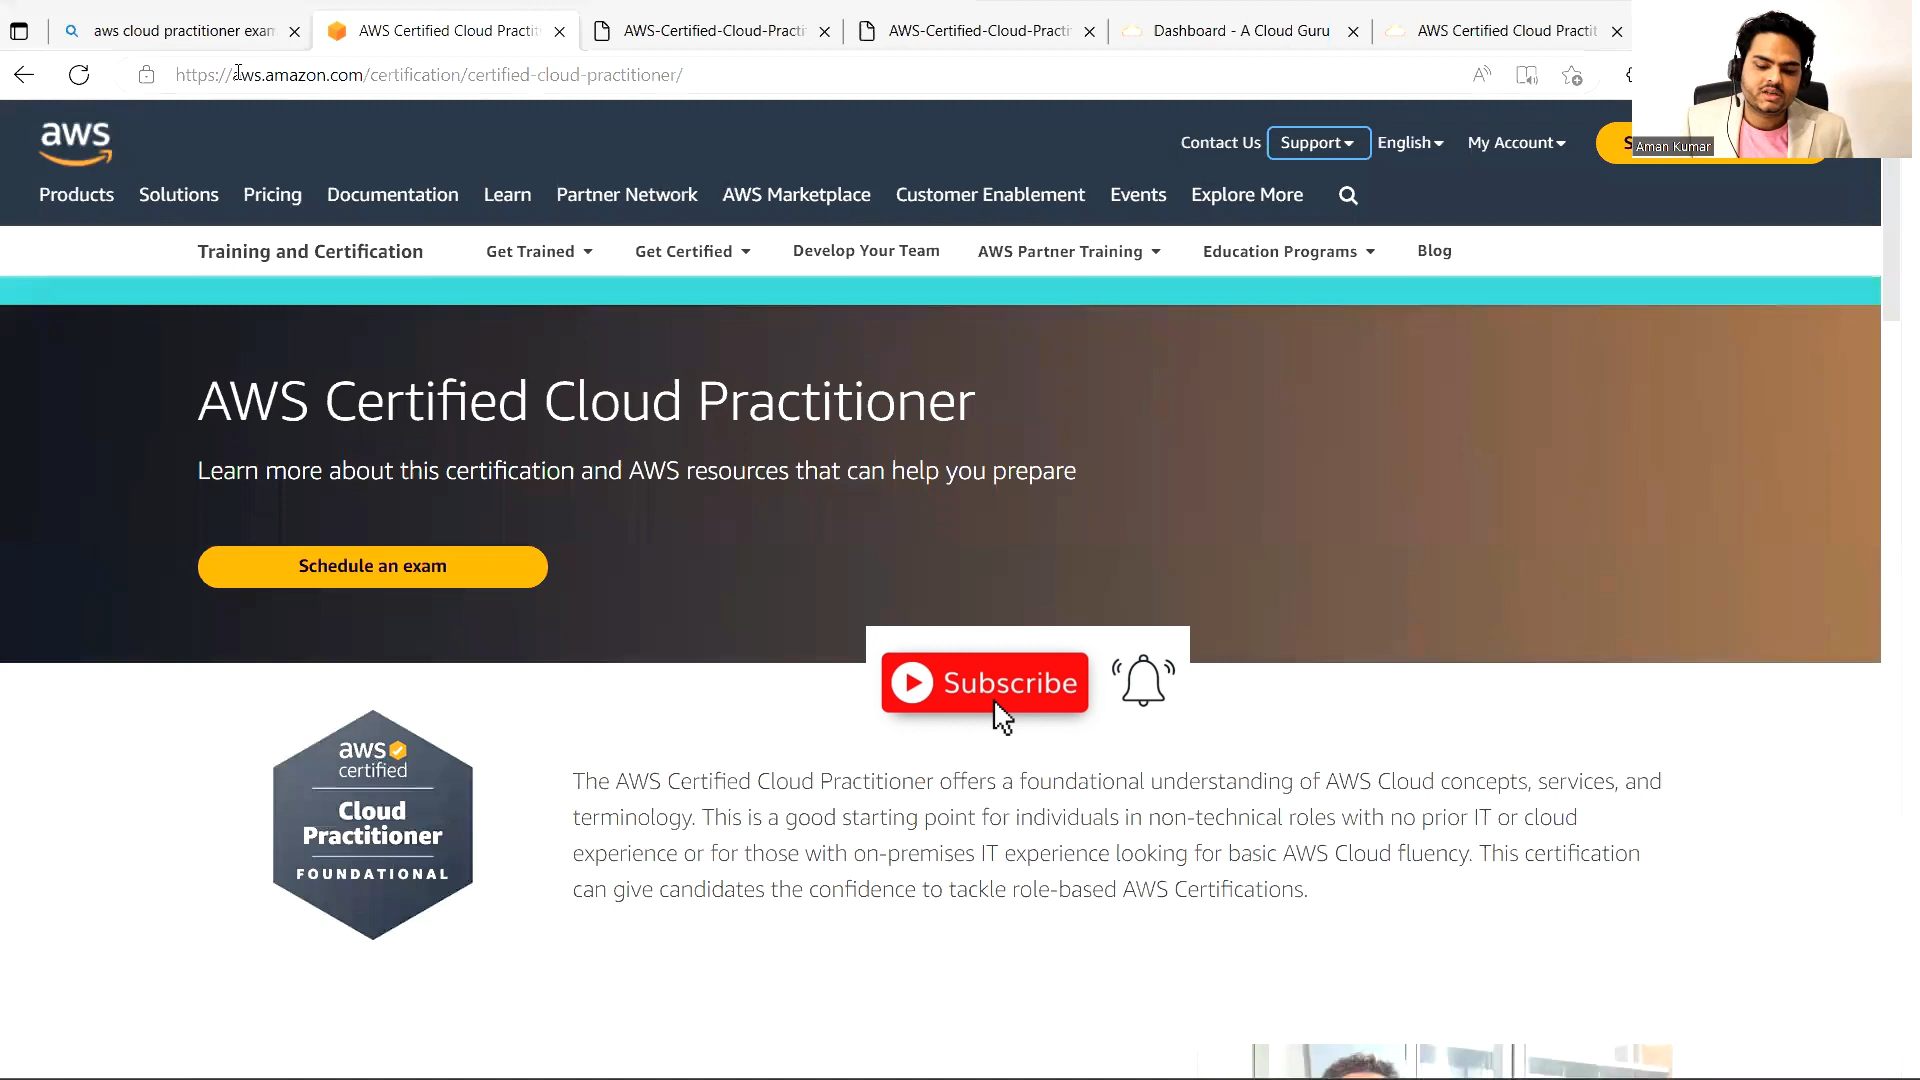 aws cloud practitioner exam
AWS Certified Cloud Practiti
AWS-Certified-Cloud-Practi
AWS-Certified-Cloud-Practi
Dashboard - A Cloud Guru
AWS Certified Cloud Practit
https://aws.amazon.com/certification/certified-cloud-practitioner/
aws
Contact Us
Support
English
My Account
Aman Kumar
Products
Solutions
Pricing
Documentation
Learn
Partner Network
AWS Marketplace
Customer Enablement
Events
Explore More
Training and Certification
Get Trained
Get Certified
Develop Your Team
AWS Partner Training
Education Programs
Blog
AWS Certified Cloud Practitioner
Learn more about this certification and AWS resources that can help you prepare
Schedule an exam
Subscribe
aws
certified
Cloud
Practitioner
FOUNDATIONAL
The AWS Certified Cloud Practitioner offers a foundational understanding of AWS Cloud concepts, services, and
terminology. This is a good starting point for individuals in non-technical roles with no prior IT or cloud
experience or for those with on-premises IT experience looking for basic AWS Cloud fluency. This certification
can give candidates the confidence to tackle role-based AWS Certifications.